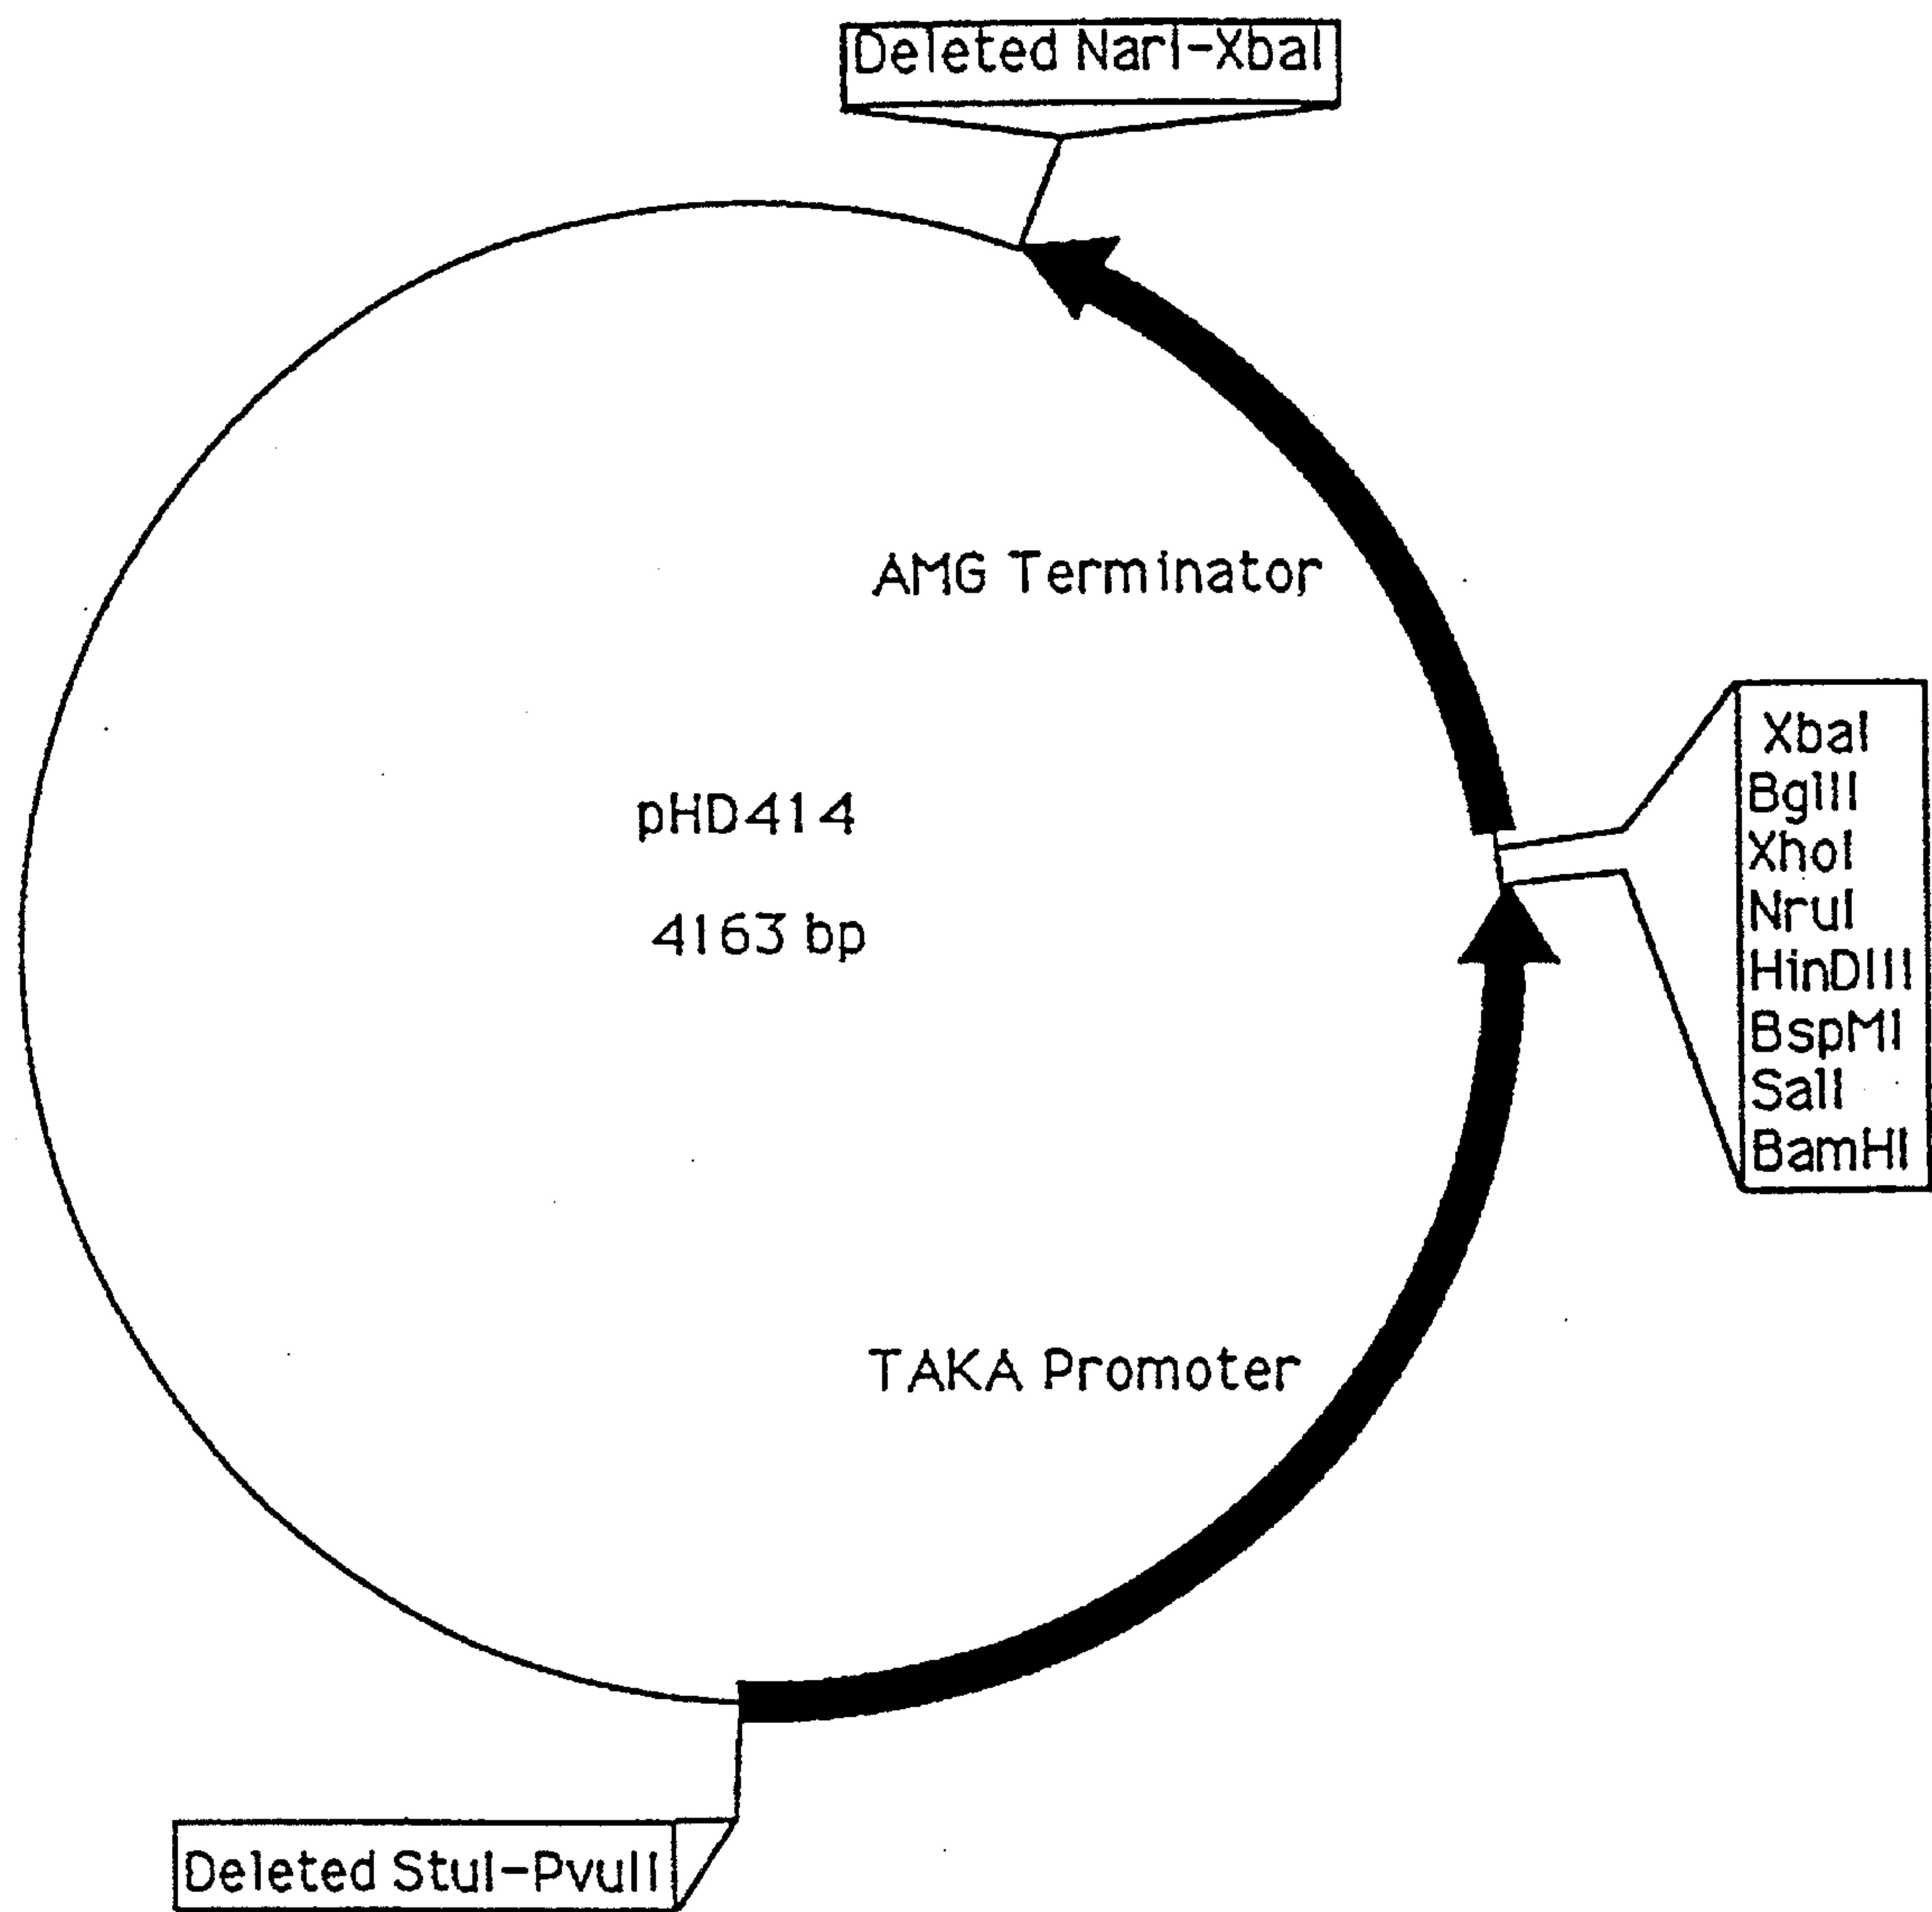 Deleted NarI-XbaI
AMG Terminator
pHD414
4163 bp
XbaI
BglII
XhoI
NruI
HinDIII
BspMI
SalI
BamHI
TAKA Promoter
Deleted StuI-PvuII